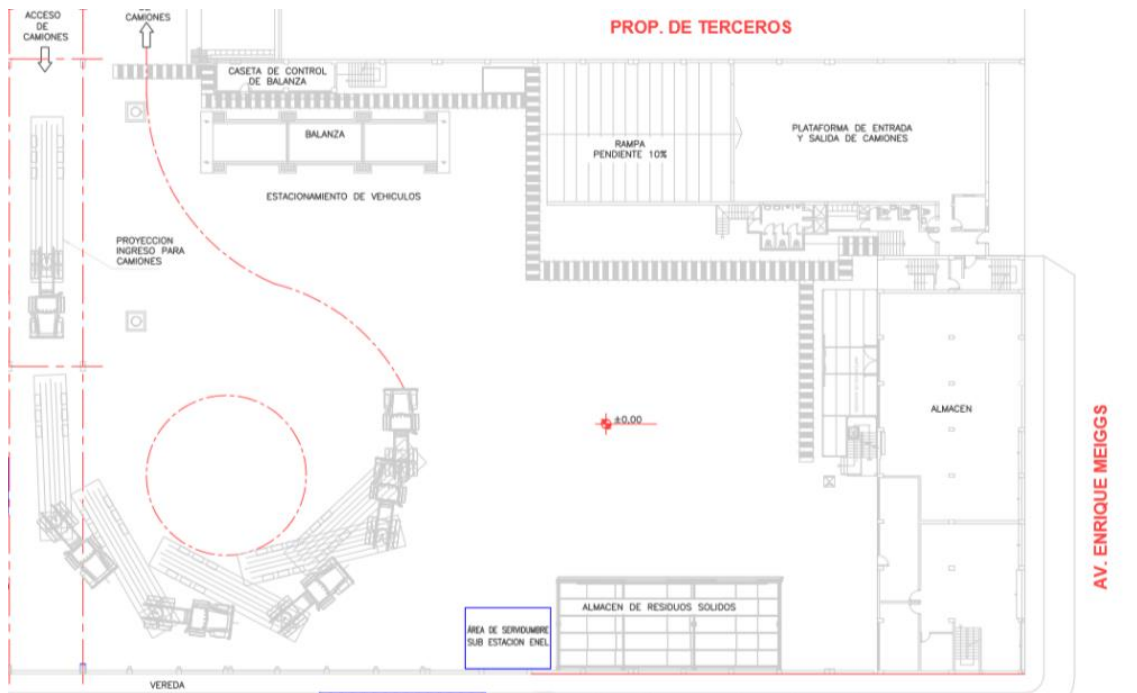 ACCESO
DE
CAMIONES
DE
CAMIONES
PROP. DE TERCEROS
CASETA DE CONTROL
DE BALANZA
BALANZA
RAMPA
PENDIENTE 10%
PLATAFORMA DE ENTRADA
Y SALIDA DE CAMIONES
ESTACIONAMIENTO DE VEHICULOS
PROYECCION
INGRESO PARA
CAMIONES
±0.00
ALMACEN
AV. ENRIQUE MEIGGS
ALMACEN DE RESIDUOS SOLIDOS
ÁREA DE SERVIDUMBRE
SUB ESTACION ENEL
VEREDA